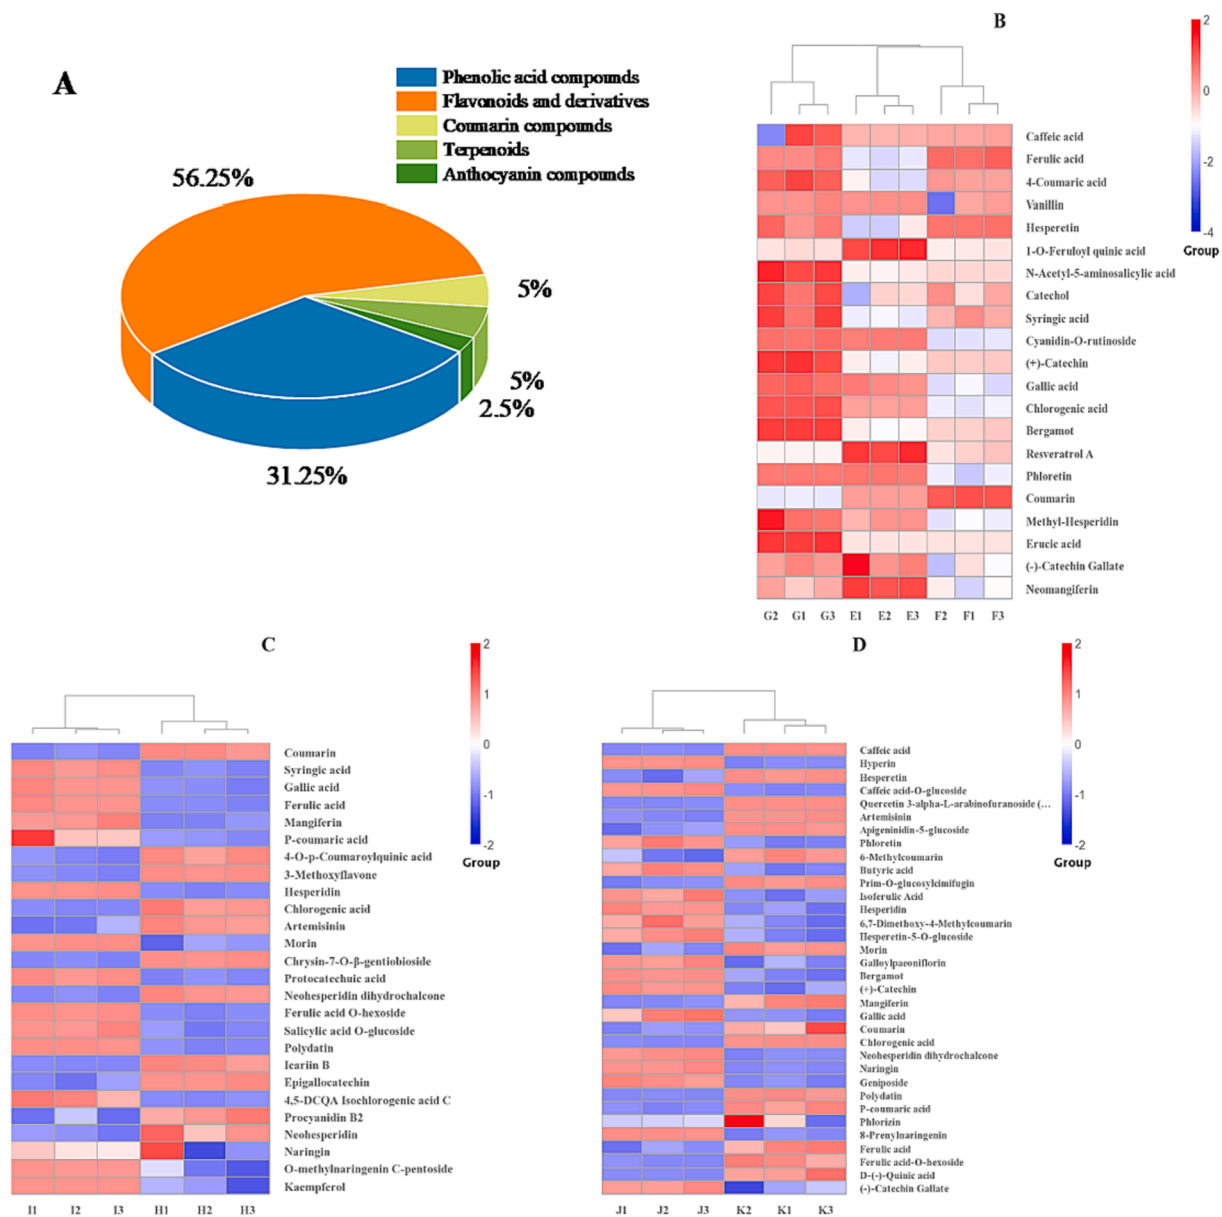 A
Phenolic acid compounds
Flavonoids and derivatives
Coumarin compounds
Terpenoids
Anthocyanin compounds
56.25%
5%
5%
2.5%
31.25%
B
2
0
-2
-4
Group
Caffeic acid
Ferulic acid
4-Coumaric acid
Vanillin
Hesperetin
1-O-Feruloyl quinic acid
N-Acetyl-5-aminosalicylic acid
Catechol
Syringic acid
Cyanidin-O-rutinoside
(+)-Catechin
Gallic acid
Chlorogenic acid
Bergamot
Resveratrol A
Phloretin
Coumarin
Methyl-Hesperidin
Erucic acid
(-)-Catechin Gallate
Neomangiferin
G2 G1 G3 E1 E2 E3 F2 F1 F3
C
2
1
0
-1
-2
Group
Coumarin
Syringic acid
Gallic acid
Ferulic acid
Mangiferin
P-coumaric acid
4-O-p-Coumaroylquinic acid
3-Methoxyflavone
Hesperidin
Chlorogenic acid
Artemisinin
Morin
Chrysin-7-O-β-gentiobioside
Protocatechuic acid
Neohesperidin dihydrochalcone
Ferulic acid O-hexoside
Salicylic acid O-glucoside
Polydatin
Icariin B
Epigallocatechin
4,5-DCQA Isochlorogenic acid C
Procyanidin B2
Neohesperidin
Naringin
O-methylnaringenin C-pentoside
Kaempferol
I1 I2 I3 H1 H2 H3
D
2
1
0
-1
-2
Group
Caffeic acid
Hyperin
Hesperetin
Caffeic acid-O-glucoside
Quercetin 3-alpha-L-arabinofuranoside (...
Artemisinin
Apigeninidin-5-glucoside
Phloretin
6-Methylcoumarin
Butyric acid
Prim-O-glucosylcimifugin
Isoferulic Acid
Hesperidin
6,7-Dimethoxy-4-Methylcoumarin
Hesperetin-5-O-glucoside
Morin
Galloylpaeoniflorin
Bergamot
(+)-Catechin
Mangiferin
Gallic acid
Coumarin
Chlorogenic acid
Neohesperidin dihydrochalcone
Naringin
Geniposide
Polydatin
P-coumaric acid
Phlorizin
8-Prenylnaringenin
Ferulic acid
Ferulic acid-O-hexoside
D-(-)-Quinic acid
(-)-Catechin Gallate
J1 J2 J3 K2 K1 K3